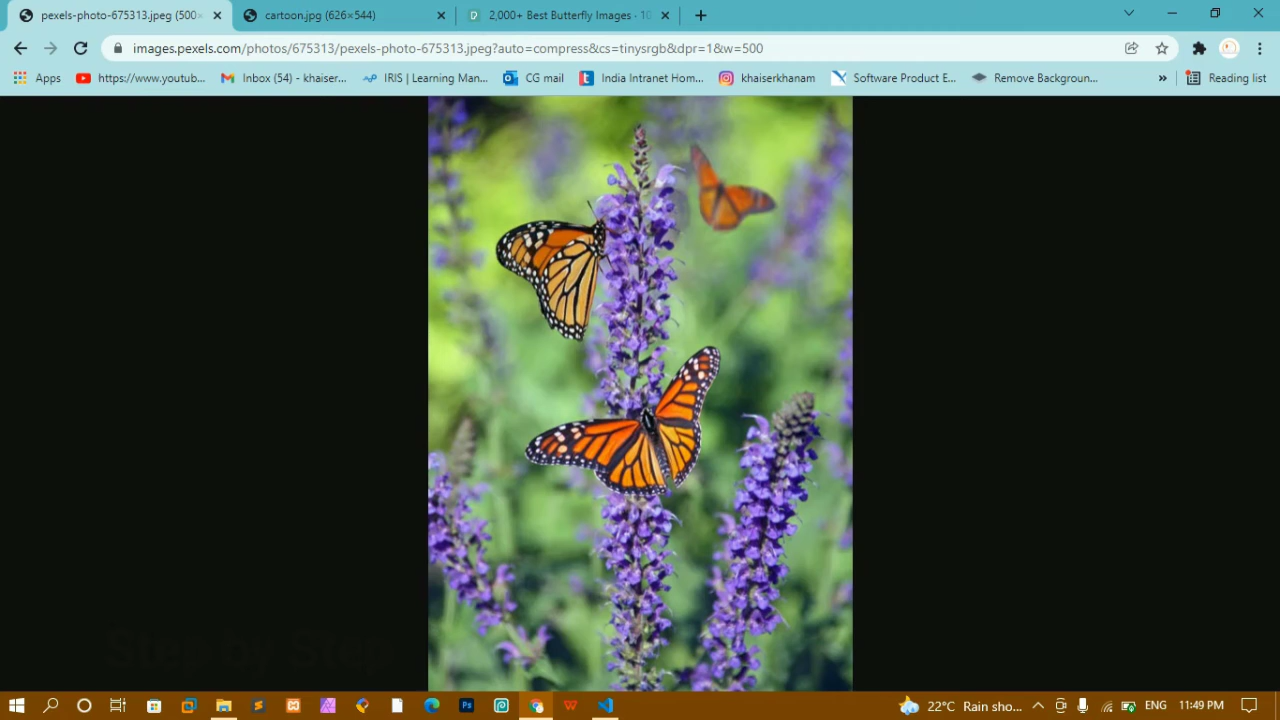 pexels-photo-675313.jpeg (500×
cartoon.jpg (626×544)
2,000+ Best Butterfly Images · 10
images.pexels.com/photos/675313/pexels-photo-675313.jpeg?auto=compress&cs=tinysrgb&dpr=1&w=500
Apps
https://www.youtub...
Inbox (54) - khaiser...
IRIS | Learning Man...
CG mail
India Intranet Hom...
khaiserkhanam
Software Product E...
Remove Backgroun...
»
Reading list
Step by Step
22°C Rain sho...
ENG
11:49 PM